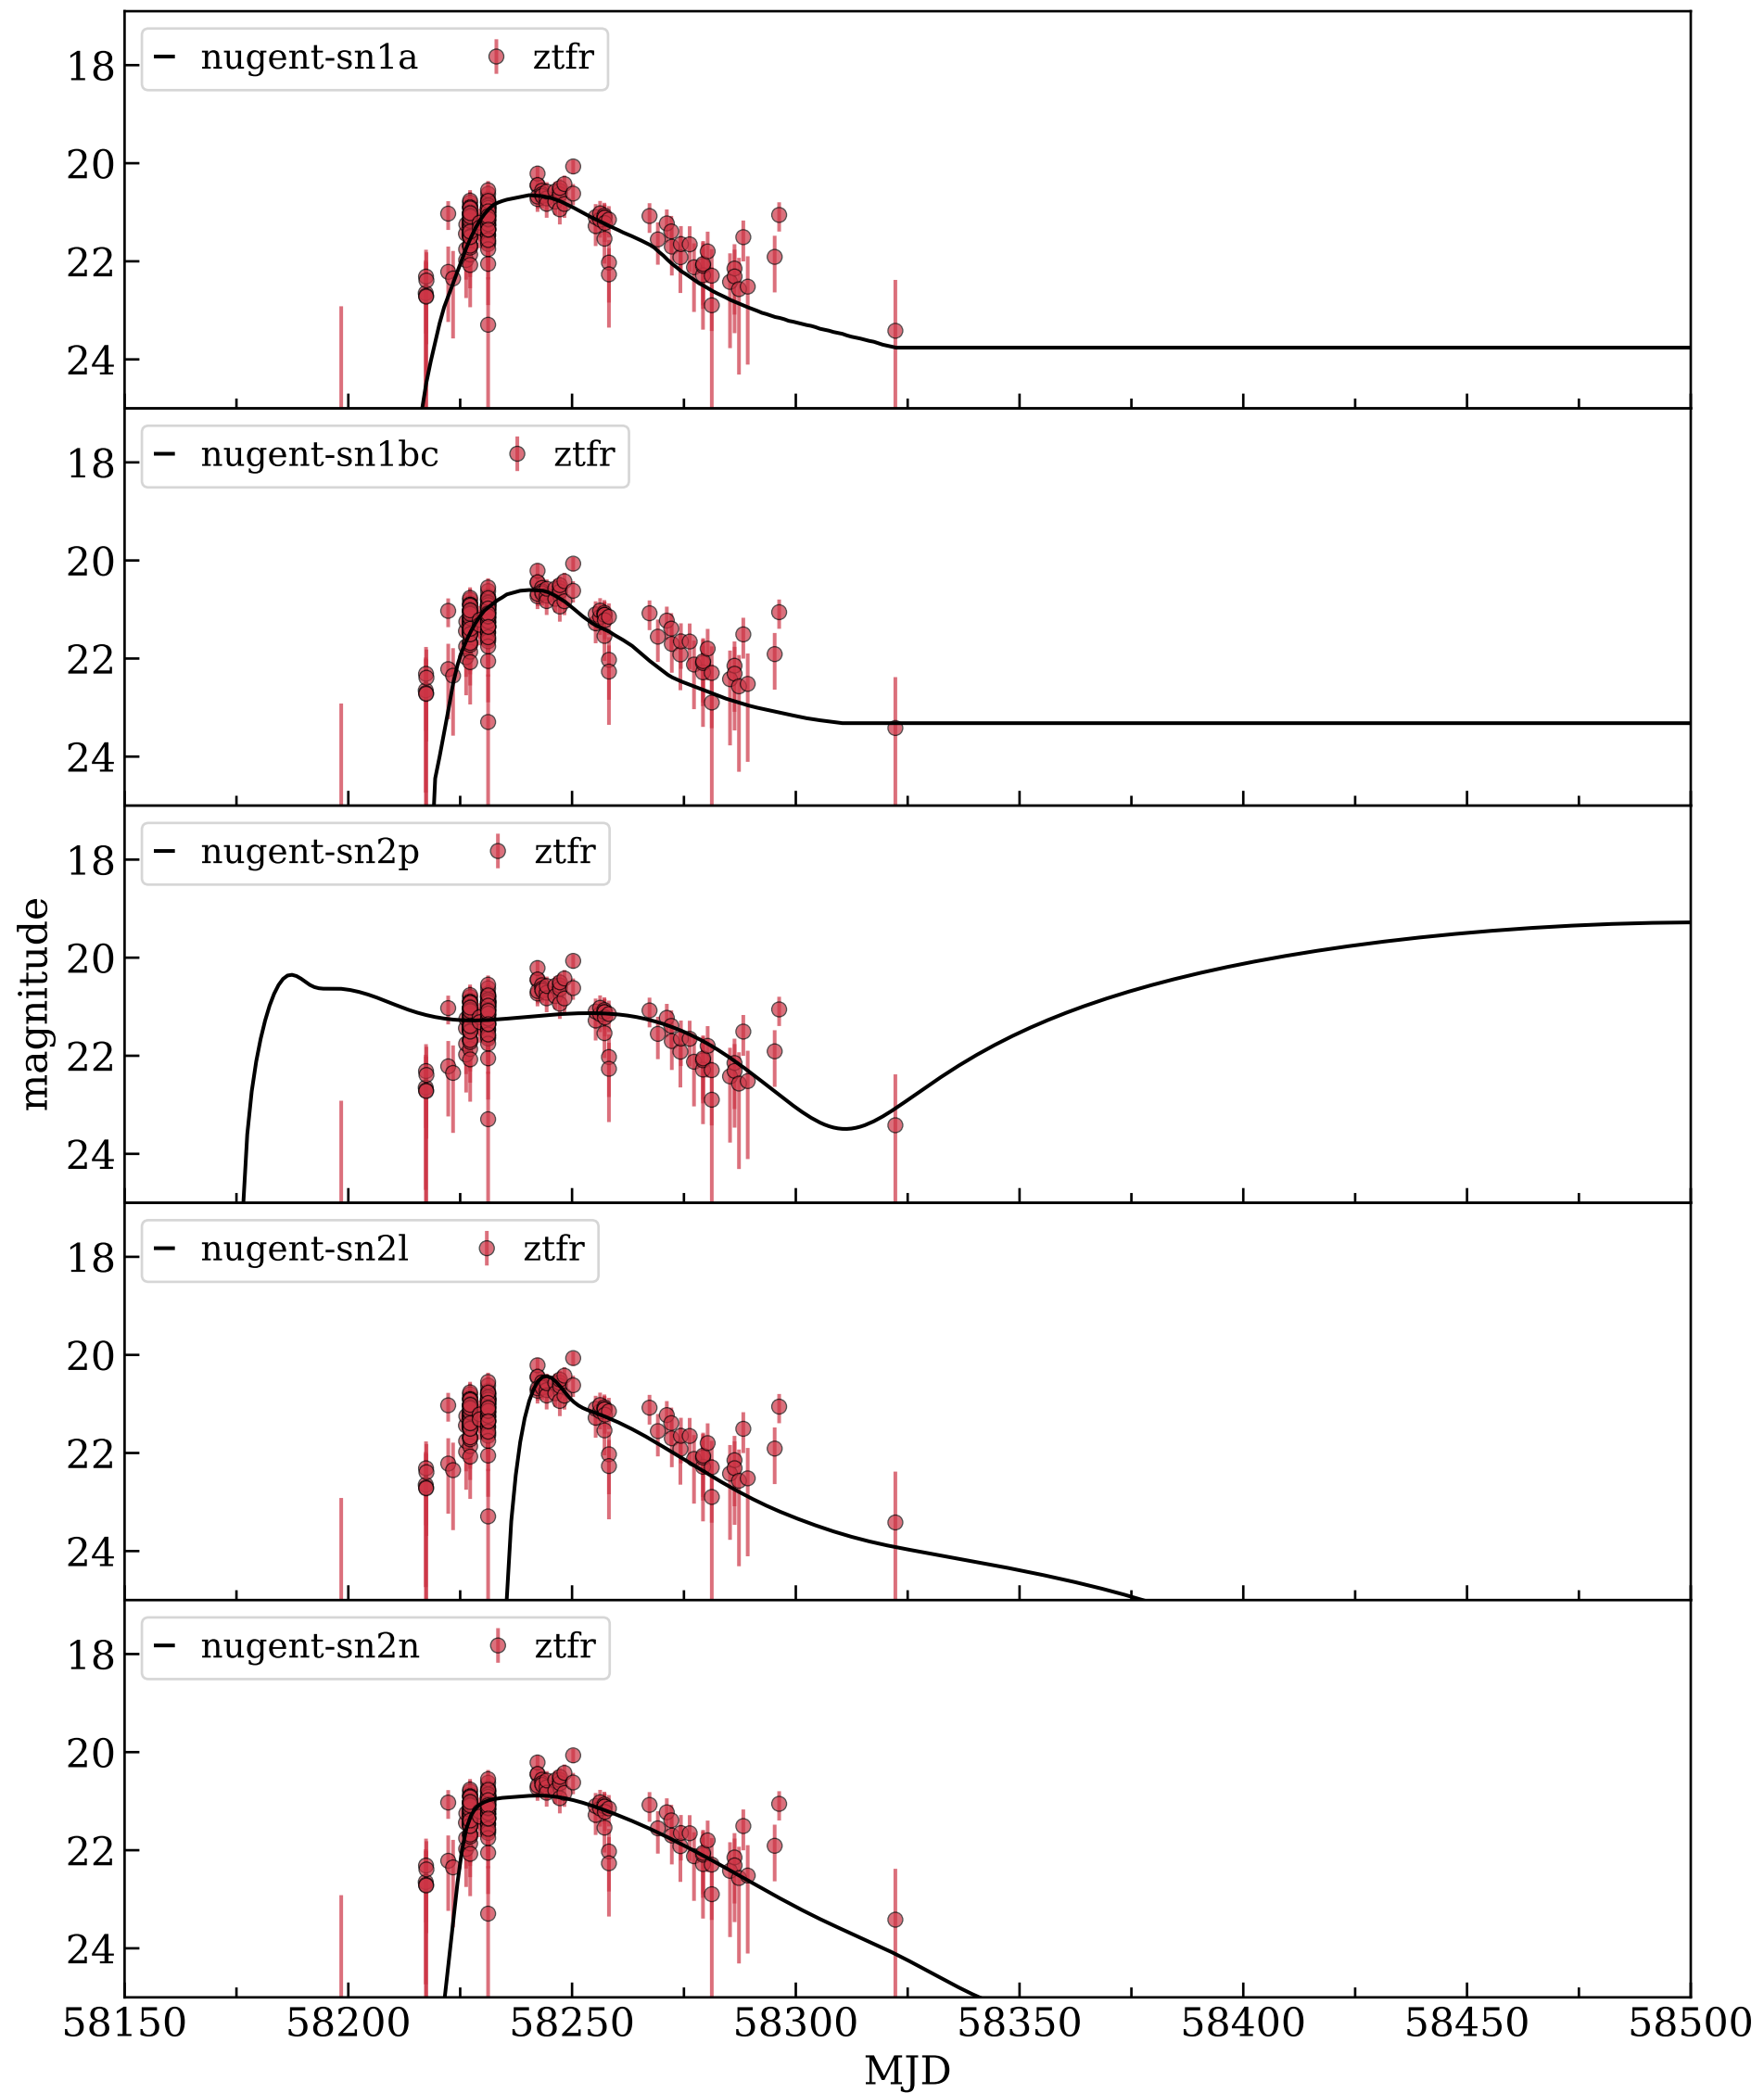 nugent-sn1a ztfr
18
20
22
24
nugent-sn1bc ztfr
18
20
22
24
nugent-sn2p ztfr
18
20
22
24
magnitude
nugent-sn2l ztfr
18
20
22
24
nugent-sn2n ztfr
18
20
22
24
58150 58200 58250 58300 58350 58400 58450 58500
MJD